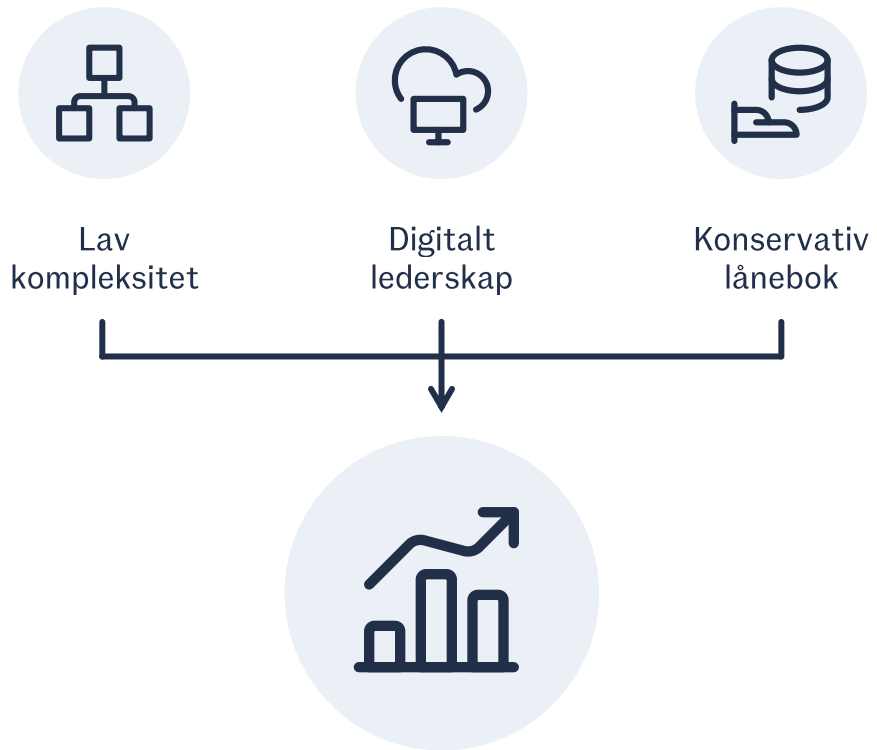 Lav
kompleksitet
Digitalt
lederskap
Konservativ
lånebok